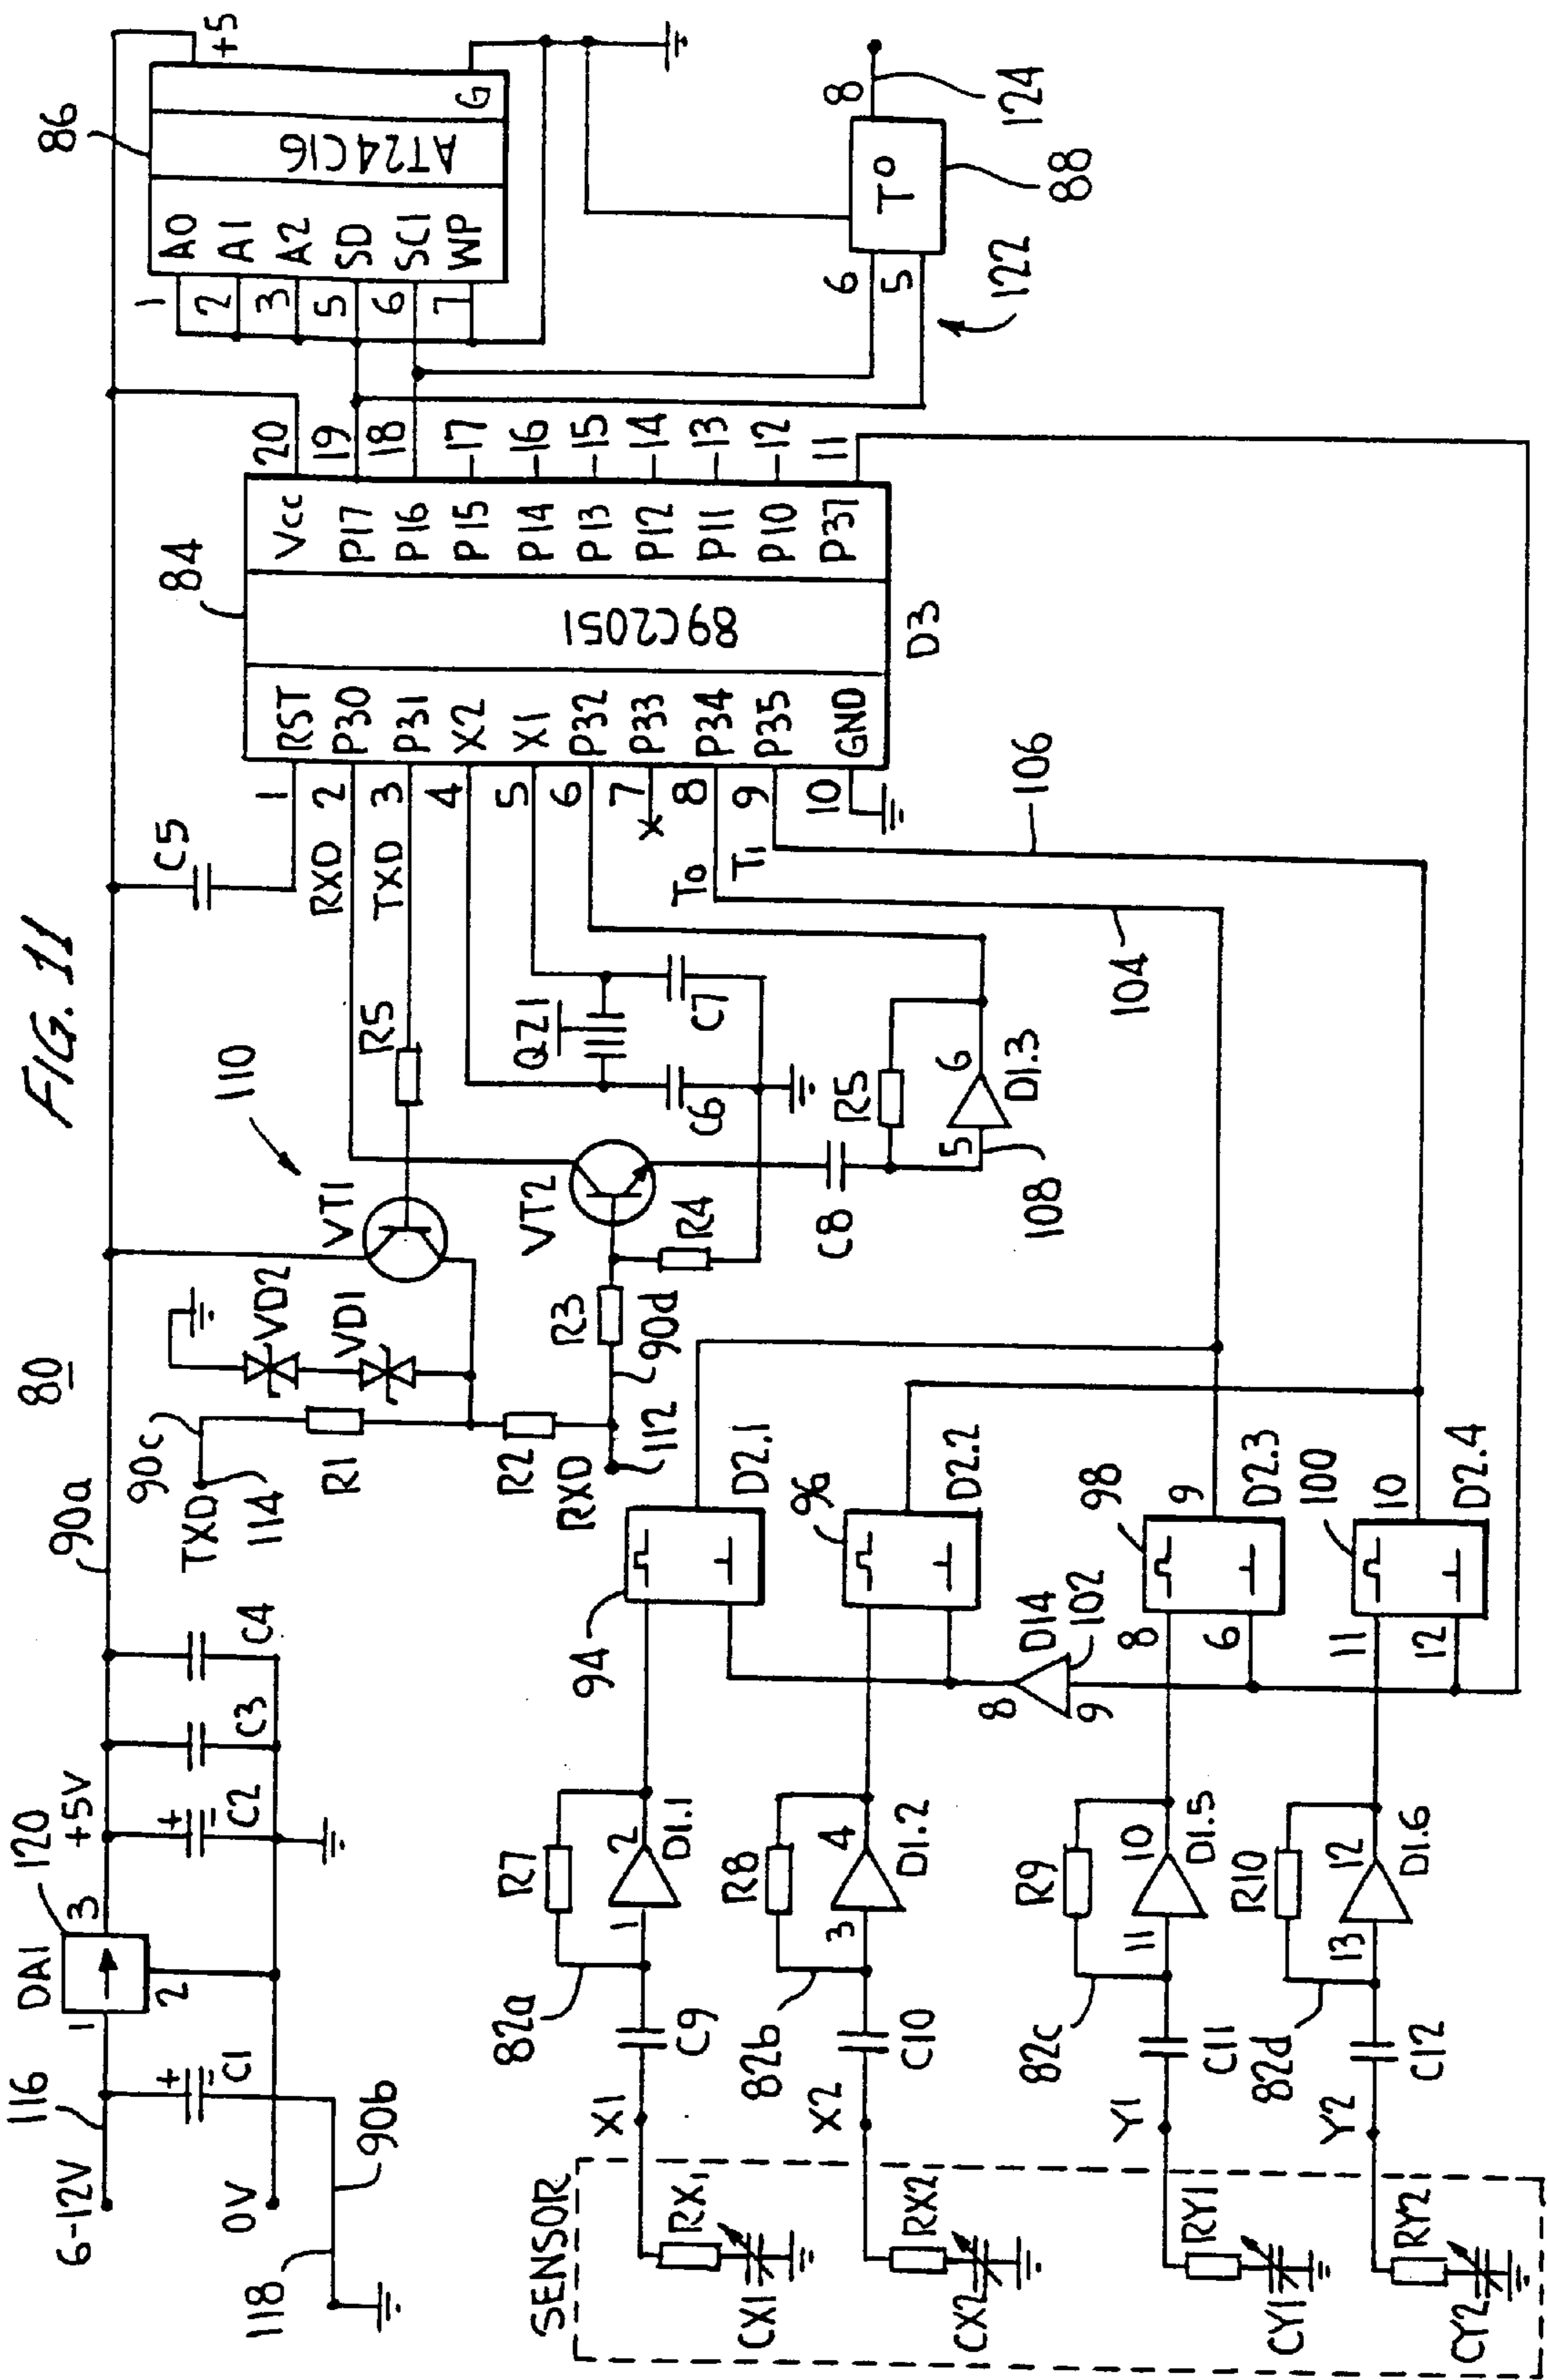 FIG. 11
80
6-12V
116
DA1
120
1
3
2
+5V
90a
0V
C1
+
C2
+
C3
C4
118
90b
TXD
90c
114
R1
VD2
VD1
R2
RXD
112
90d
R3
R4
VT1
110
VT2
R5
C5
RXD
TXD
QZ1
C6
C7
C8
R5
5
6
D1.3
108
T0
T1
104
106
84
1
RST
2
P30
3
P31
4
X2
5
X1
6
P32
7
P33
x
8
P34
9
P35
10
GND
89C2051
D3
Vcc
20
P17
19
P16
18
P15
17
P14
16
P13
15
P12
14
P11
13
P10
12
P37
11
86
1
A0
2
A1
3
A2
5
SD
6
SC1
7
WP
AT24C16
G
+5
6
5
T°
8
88
122
124
SENSOR
RX1
CX1
X1
C9
82a
R7
1
2
D1.1
94
D2.1
RX2
CX2
X2
C10
82b
R8
3
4
D1.2
96
D2.2
8
9
D14
102
RY1
CY1
Y1
C11
82c
R9
11
10
D1.5
8
6
98
9
D2.3
RY2
CY2
Y2
C12
82d
R10
13
12
D1.6
11
12
100
10
D2.4